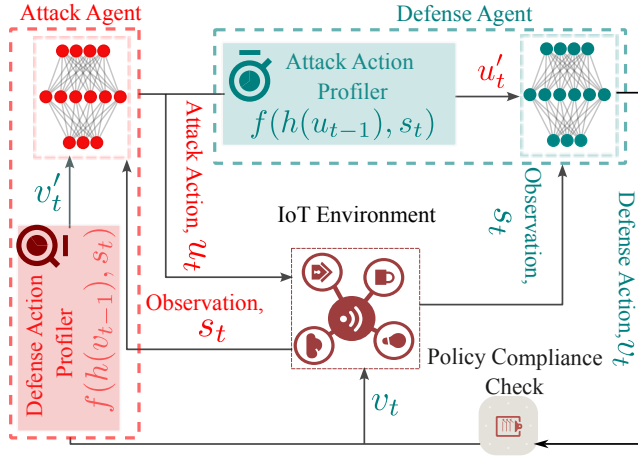 Attack Agent
Defense Agent
Attack Action
Profiler
f(h(u_{t-1}), s_t)
u'_t
v'_t
Attack Action, u_t
IoT Environment
Observation,
s_t
Defense Action, v_t
Defense Action
Profiler
f(h(v_{t-1}), s_t)
Observation,
s_t
v_t
Policy Compliance
Check